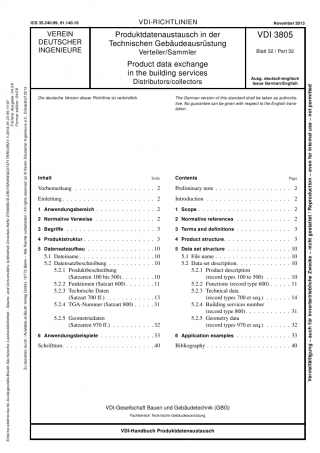 ICS 35.240.99, 91.140.10
VDI-RICHTLINIEN
November 2013
VEREIN
DEUTSCHER
INGENIEURE
Produktdatenaustausch in der
Technischen Gebäudeausrüstung
Verteiler/Sammler
Product data exchange
in the building services
Distributors/collectors
VDI 3805
Blatt 32 / Part 32
Ausg. deutsch/englisch
Issue German/English
Die deutsche Version dieser Richtlinie ist verbindlich.
The German version of this standard shall be taken as authorita-
tive. No guarantee can be given with respect to the English trans-
lation.
Inhalt Seite
Vorbemerkung 2
Einleitung 2
1 Anwendungsbereich 2
2 Normative Verweise 2
3 Begriffe 3
4 Produktstruktur 3
5 Datensatzaufbau 10
5.1 Dateiname 10
5.2 Datensatzbeschreibung 10
5.2.1 Produktbeschreibung
(Satzarten 100 bis 500) 10
5.2.2 Funktionen (Satzart 600) 11
5.2.3 Technische Daten
(Satzart 700 ff.) 13
5.2.4 TGA-Nummer (Satzart 800) 31
5.2.5 Geometriedaten
(Satzarten 970 ff.) 32
6 Anwendungsbeispiele 33
Schrifttum 40
Contents Page
Preliminary note 2
Introduction 2
1 Scope 2
2 Normative references 2
3 Terms and definitions 3
4 Product structure 3
5 Data set structure 10
5.1 File name 10
5.2 Data set description 10
5.2.1 Product description
(record types 100 to 500) 10
5.2.2 Functions (record type 600) 11
5.2.3 Technical data
(record types 700 et seq.) 14
5.2.4 Building services number
(record type 800) 31
5.2.5 Geometry data
(record types 970 et seq.) 32
6 Application examples 33
Bibliography 40
VDI-Gesellschaft Bauen und Gebäudetechnik (GBG)
Fachbereich Technische Gebäudeausrüstung
VDI-Handbuch Produktdatenaustausch
Vervielfältigung – auch für innerbetriebliche Zwecke – nicht gestattet / Reproduction – even for internal use – not permitted